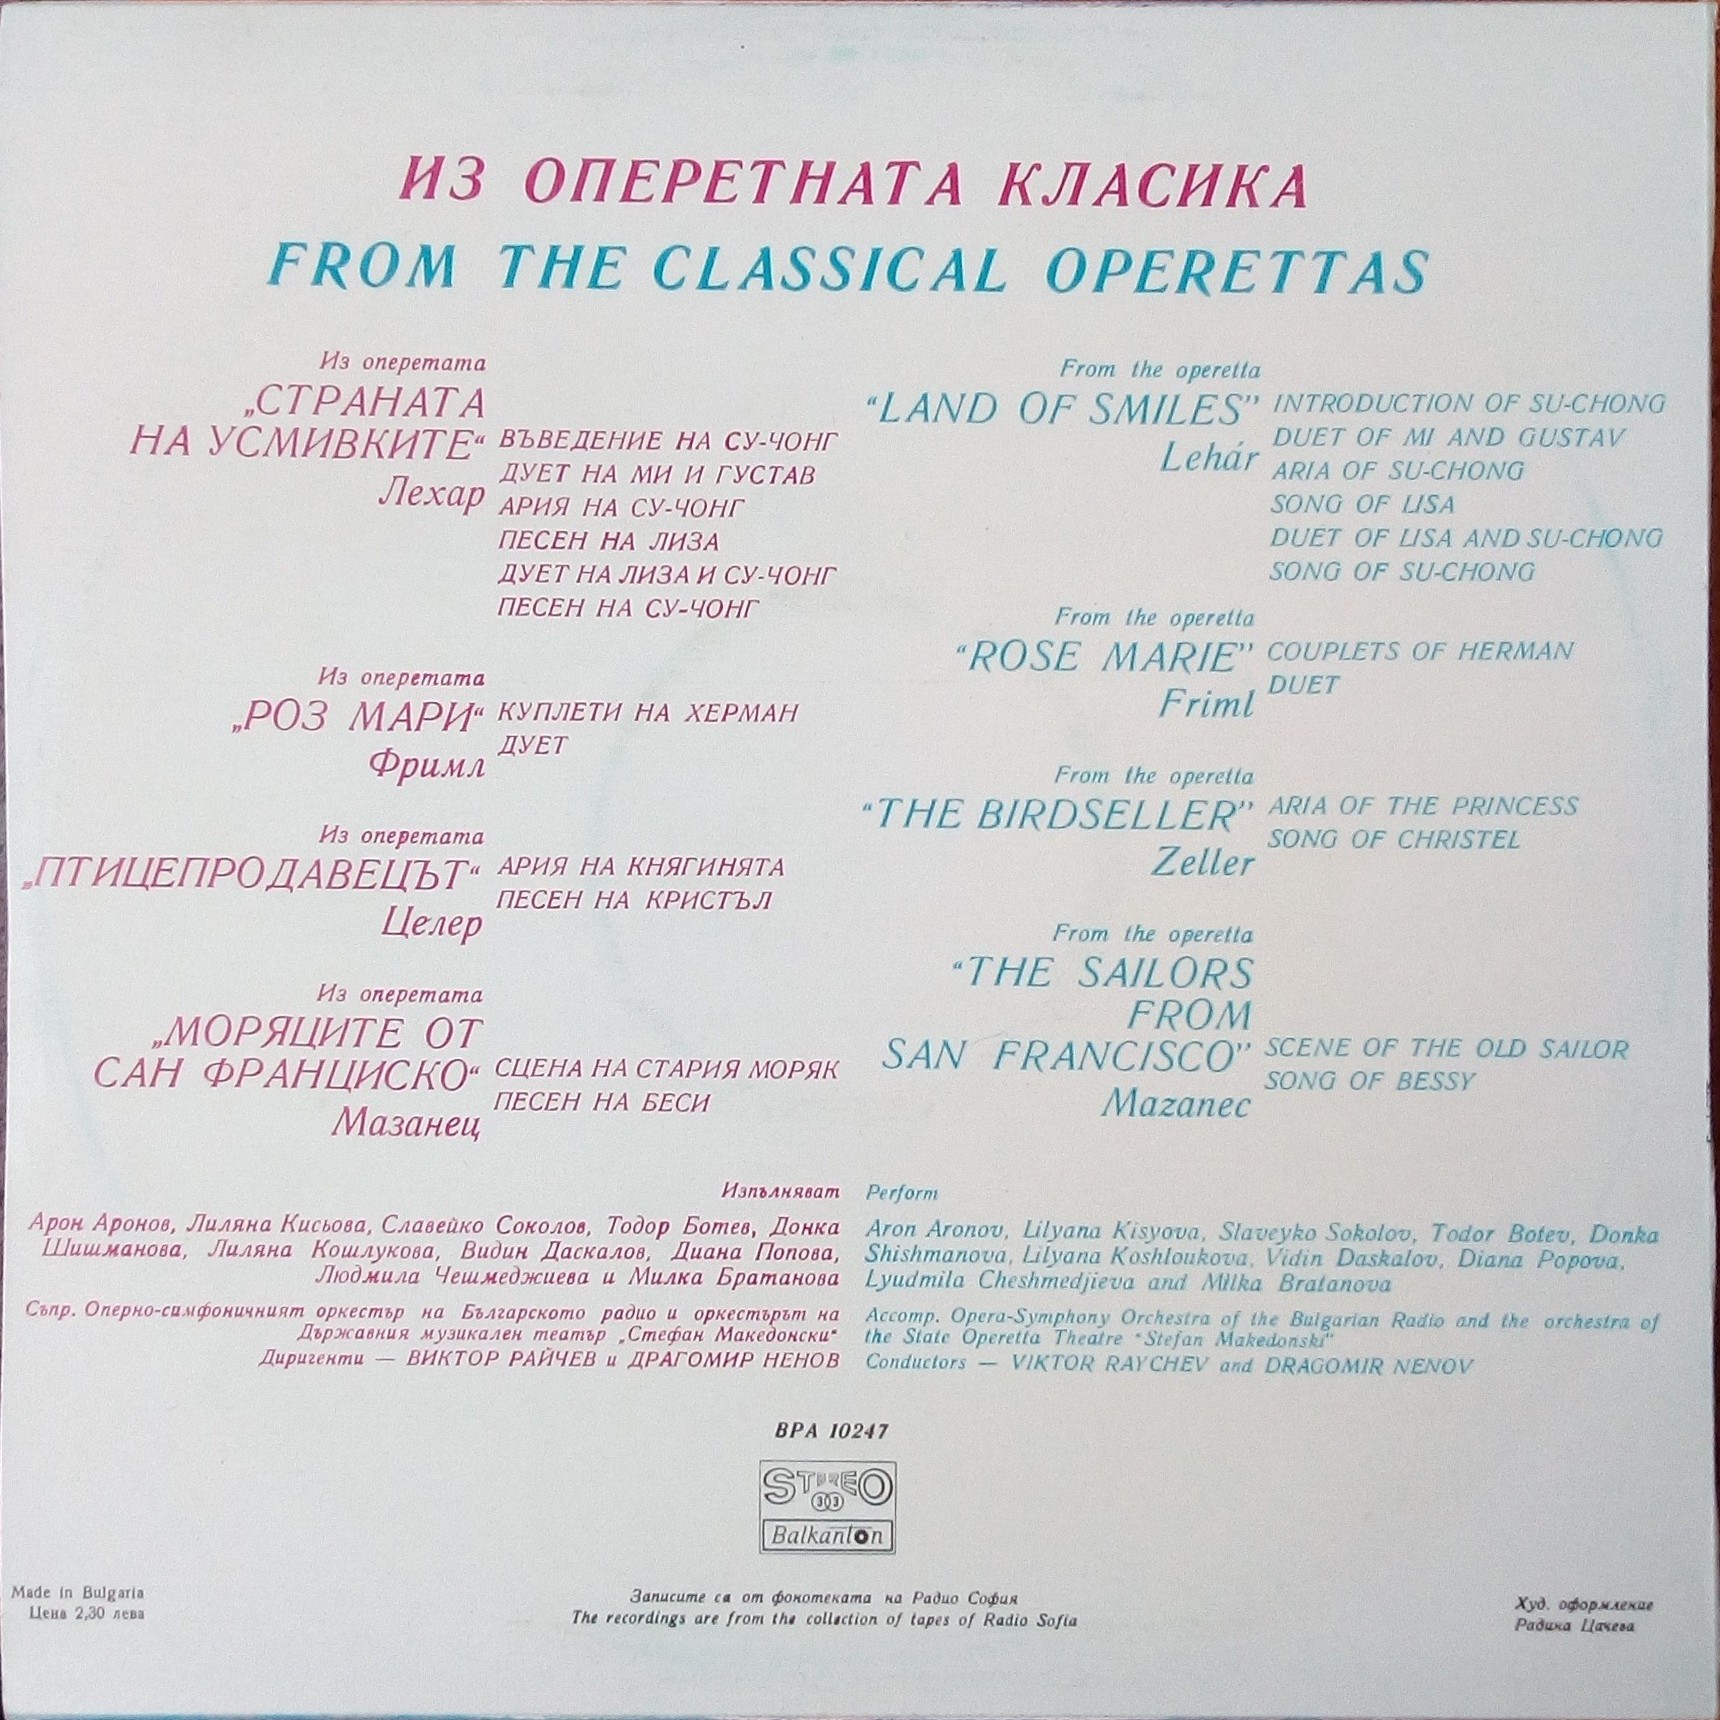 ИЗ ОПЕРЕТНАТА КЛАСИКА
FROM THE CLASSICAL OPERETTAS
Из оперетата
„СТРАНАТА
НА УСМИВКИТЕ“
Лехар
ВЪВЕДЕНИЕ НА СУ-ЧОНГ
ДУЕТ НА МИ И ГУСТАВ
АРИЯ НА СУ-ЧОНГ
ПЕСЕН НА ЛИЗА
ДУЕТ НА ЛИЗА И СУ-ЧОНГ
ПЕСЕН НА СУ-ЧОНГ
Из оперетата
„РОЗ МАРИ“
Фримл
КУПЛЕТИ НА ХЕРМАН
ДУЕТ
Из оперетата
„ПТИЦЕПРОДАВЕЦЪТ“
Целер
АРИЯ НА КНЯГИНЯТА
ПЕСЕН НА КРИСТЪЛ
Из оперетата
„МОРЯЦИТЕ ОТ
САН ФРАНЦИСКО“
Мазанец
СЦЕНА НА СТАРИЯ МОРЯК
ПЕСЕН НА БЕСИ
From the operetta
“LAND OF SMILES”
Lehár
INTRODUCTION OF SU-CHONG
DUET OF MI AND GUSTAV
ARIA OF SU-CHONG
SONG OF LISA
DUET OF LISA AND SU-CHONG
SONG OF SU-CHONG
From the operetta
“ROSE MARIE”
Friml
COUPLETS OF HERMAN
DUET
From the operetta
“THE BIRDSELLER”
Zeller
ARIA OF THE PRINCESS
SONG OF CHRISTEL
From the operetta
“THE SAILORS
FROM
SAN FRANCISCO”
Mazanec
SCENE OF THE OLD SAILOR
SONG OF BESSY
Изпълняват
Арон Аронов, Лиляна Кисьова, Славейко Соколов, Тодор Ботев, Донка
Шишманова, Лиляна Кошлукова, Видин Даскалов, Диана Попова,
Людмила Чешмеджиева и Милка Братанова
Съпр. Оперно-симфоничният оркестър на Българското радио и оркестърът на
Държавния музикален театър „Стефан Македонски“
Диригенти — ВИКТОР РАЙЧЕВ и ДРАГОМИР НЕНОВ
Perform
Aron Aronov, Lilyana Kisyova, Slaveyko Sokolov, Todor Botev, Donka
Shishmanova, Lilyana Koshloukova, Vidin Daskalov, Diana Popova,
Lyudmila Cheshmedjieva and Milka Bratanova
Accomp. Opera-Symphony Orchestra of the Bulgarian Radio and the orchestra of
the State Operetta Theatre “Stefan Makedonski”
Conductors — VIKTOR RAYCHEV and DRAGOMIR NENOV
BPA 10247
STEREO
33
Balkanton
Made in Bulgaria
Цена 2,30 лева
Записите са от фонотеката на Радио София
The recordings are from the collection of tapes of Radio Sofia
Худ. оформление
Радина Цачева